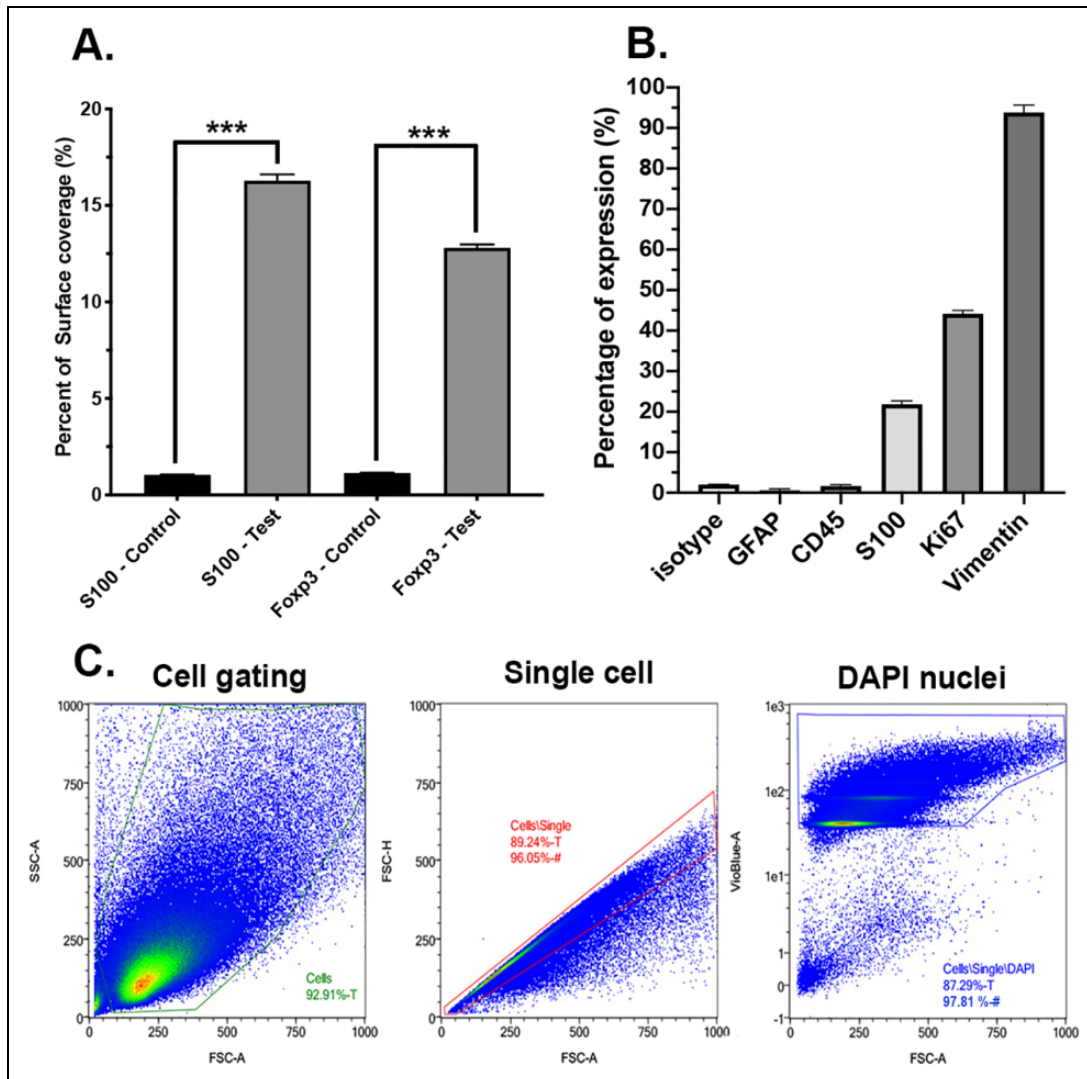 A.
Percent of Surface coverage (%)
20
15
10
5
0
***
***
S100 - Control
S100 - Test
Foxp3 - Control
Foxp3 - Test
B.
Percentage of expression (%)
100
90
80
70
60
50
40
30
20
10
0
isotype
GFAP
CD45
S100
Ki67
Vimentin
C.
Cell gating
SSC-A
1000
750
500
250
0
Cells
92.91%-T
0
250
500
750
1000
FSC-A
Single cell
FSC-H
1000
750
500
250
0
Cells\Single
89.24%-T
96.05%-#
0
250
500
750
1000
FSC-A
DAPI nuclei
VioBlue-A
1e3
1e2
1e1
1
-1
Cells\Single\DAPI
87.29%-T
97.81 %-#
0
250
500
750
1000
FSC-A